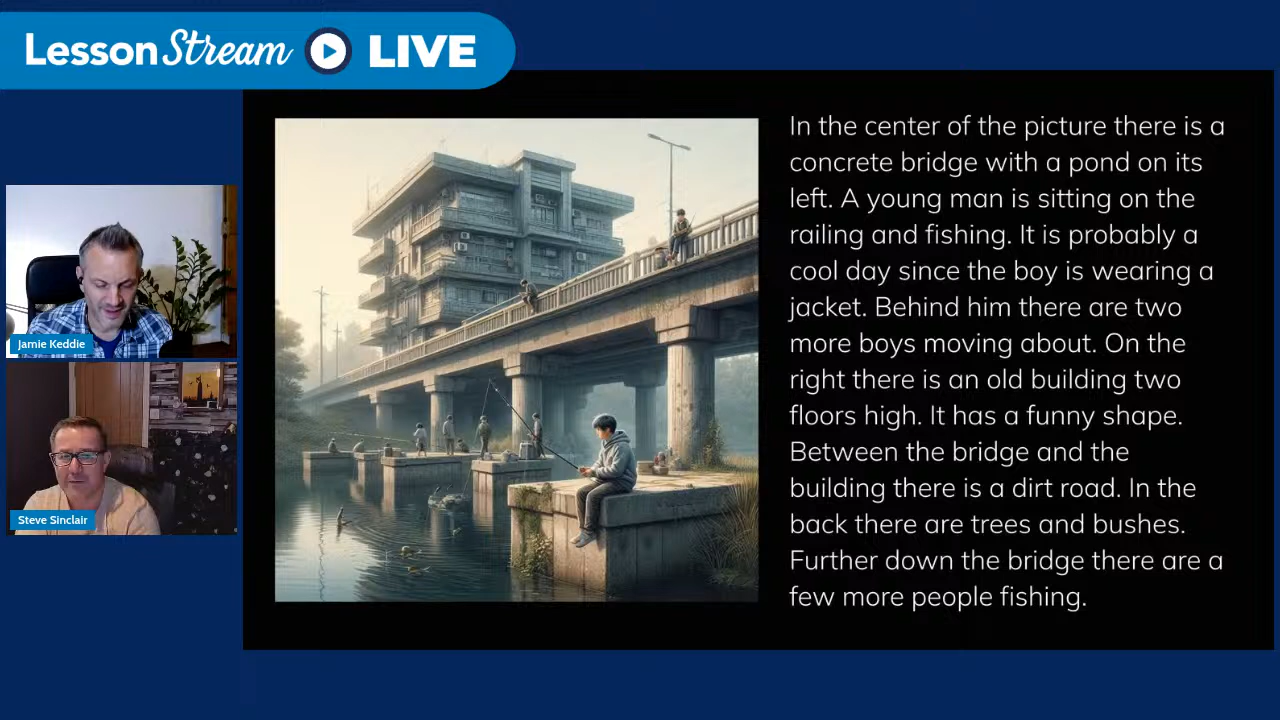 LessonStream LIVE
In the center of the picture there is a
concrete bridge with a pond on its
left. A young man is sitting on the
railing and fishing. It is probably a
cool day since the boy is wearing a
jacket. Behind him there are two
more boys moving about. On the
right there is an old building two
floors high. It has a funny shape.
Between the bridge and the
building there is a dirt road. In the
back there are trees and bushes.
Further down the bridge there are a
few more people fishing.
Jamie Keddie
Steve Sinclair